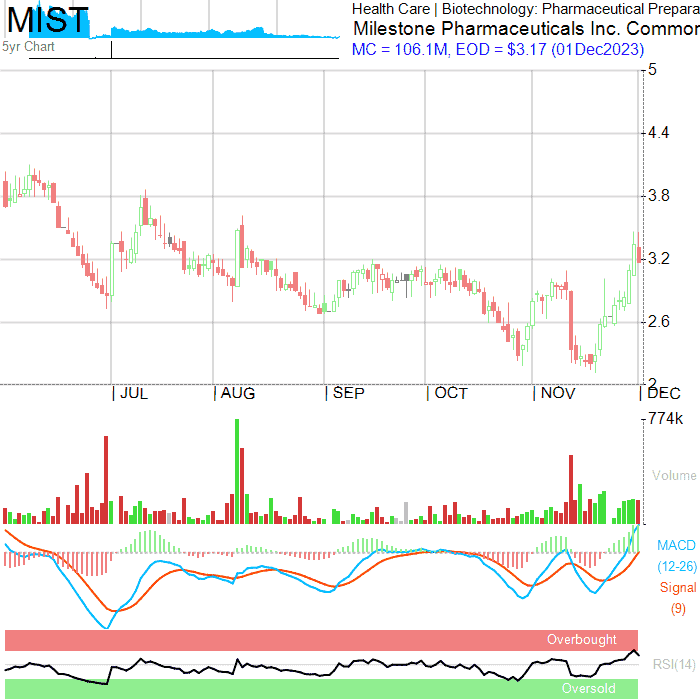 MIST
5yr Chart
Health Care | Biotechnology: Pharmaceutical Prepara
Milestone Pharmaceuticals Inc. Common
MC = 106.1M, EOD = $3.17 (01Dec2023)
5
4.4
3.8
3.2
2.6
2
JUL
AUG
SEP
OCT
NOV
DEC
774k
Volume
MACD
(12-26)
Signal
(9)
Overbought
RSI(14)
Oversold